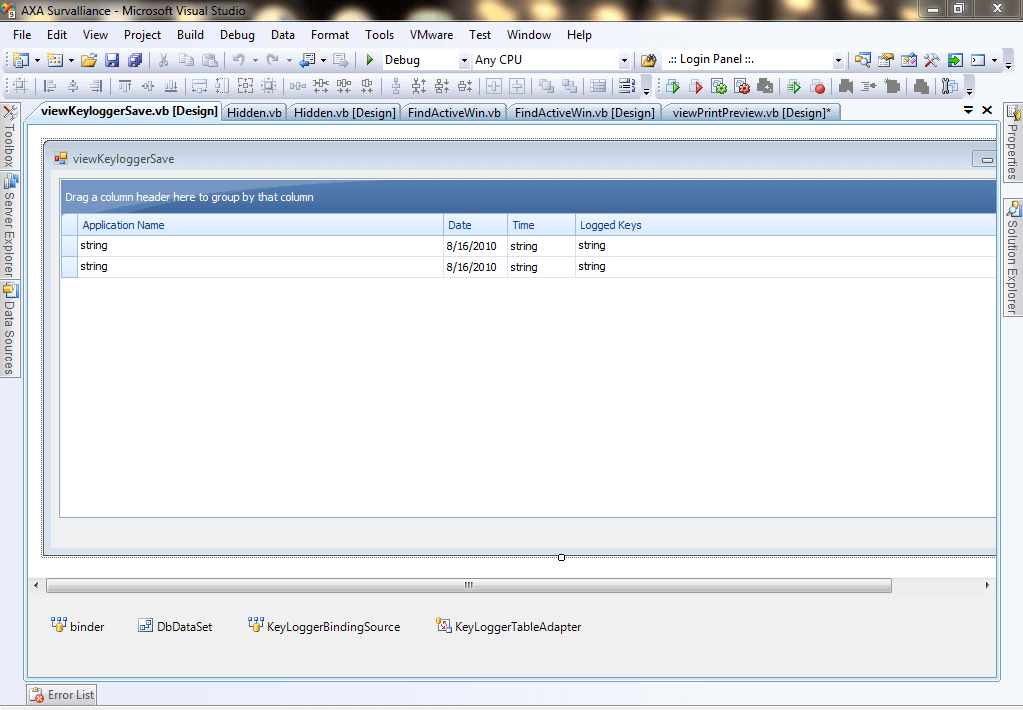 AXA Survalliance - Microsoft Visual Studio
File Edit View Project Build Debug Data Format Tools VMware Test Window Help
Debug Any CPU .:: Login Panel ::.
viewKeyloggerSave.vb [Design] Hidden.vb Hidden.vb [Design] FindActiveWin.vb FindActiveWin.vb [Design] viewPrintPreview.vb [Design]*
Toolbox
Server Explorer
Data Sources
viewKeyloggerSave
Drag a column header here to group by that column
Application Name Date Time Logged Keys
string 8/16/2010 string string
string 8/16/2010 string string
binder DbDataSet KeyLoggerBindingSource KeyLoggerTableAdapter
Properties
Solution Explorer
Error List